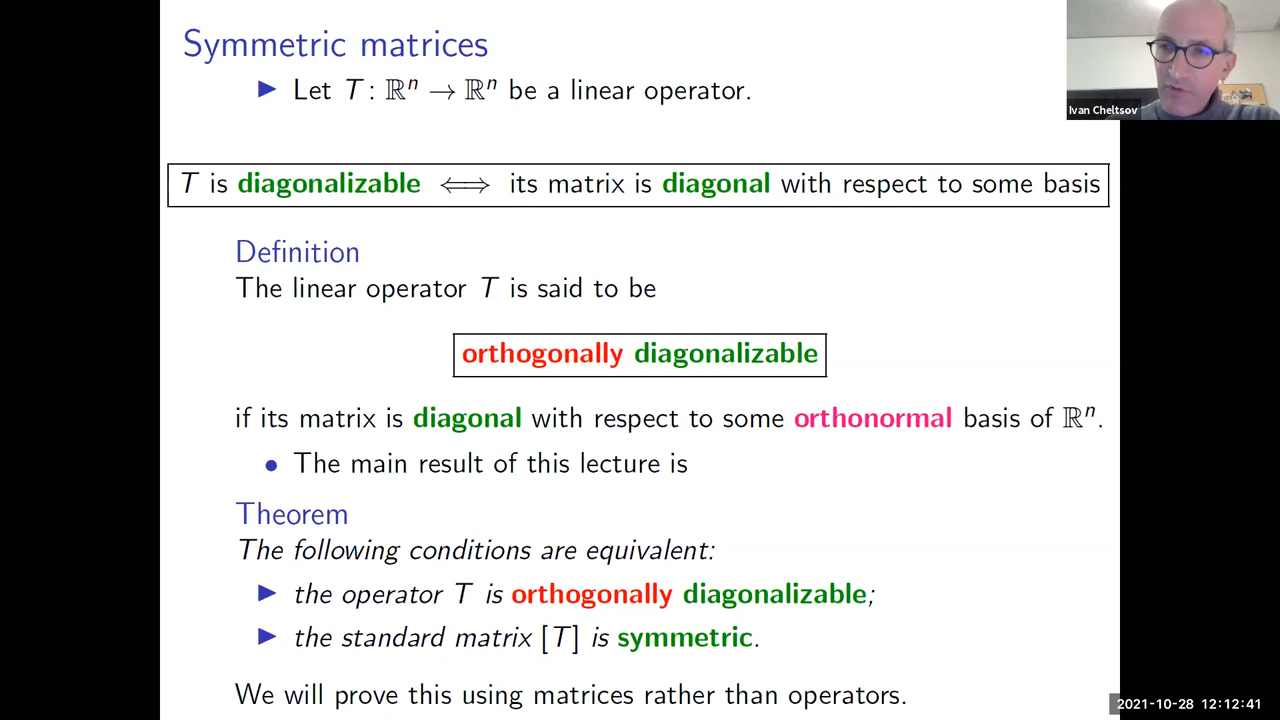 Symmetric matrices
▶ Let T : ℝⁿ → ℝⁿ be a linear operator.
Ivan Cheltsov
T is diagonalizable ⟺ its matrix is diagonal with respect to some basis
Definition
The linear operator T is said to be
orthogonally diagonalizable
if its matrix is diagonal with respect to some orthonormal basis of ℝⁿ.
• The main result of this lecture is
Theorem
The following conditions are equivalent:
▶ the operator T is orthogonally diagonalizable;
▶ the standard matrix [T] is symmetric.
We will prove this using matrices rather than operators.
2021-10-28 12:12:41